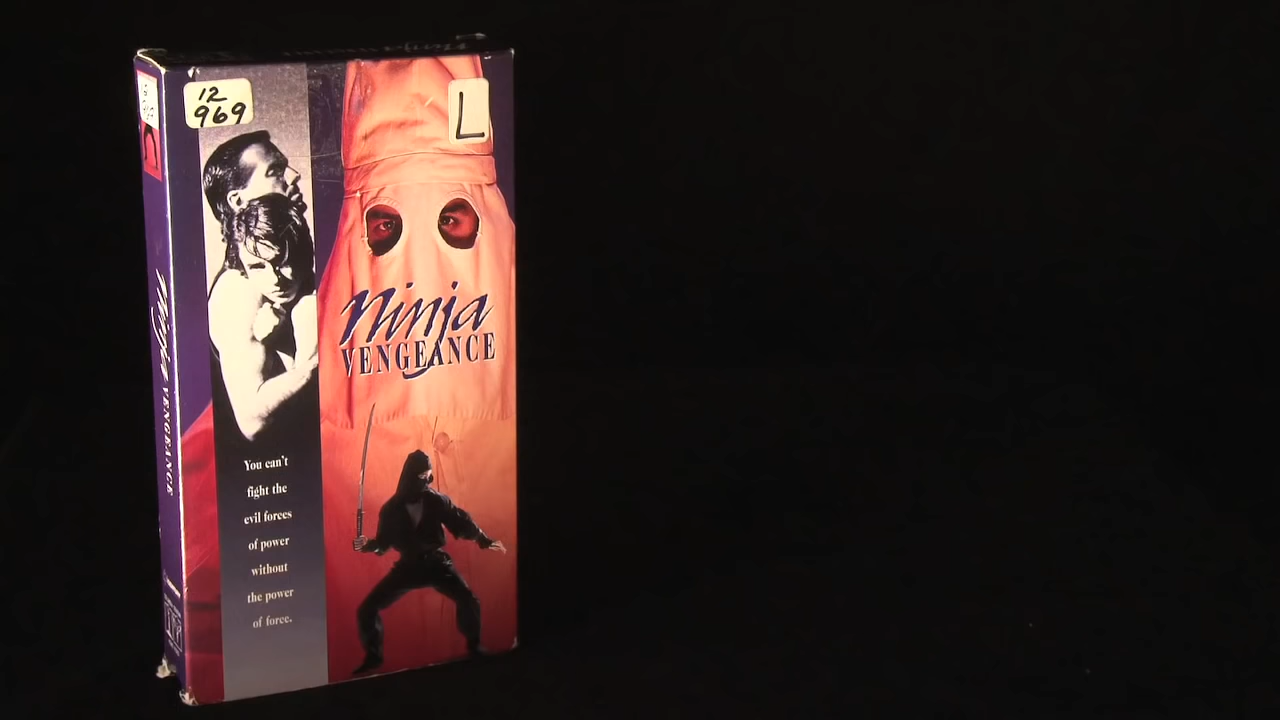 12
969
L
Ninja
VENGEANCE
Ninja VENGEANCE
You can't
fight the
evil forces
of power
without
the power
of force.